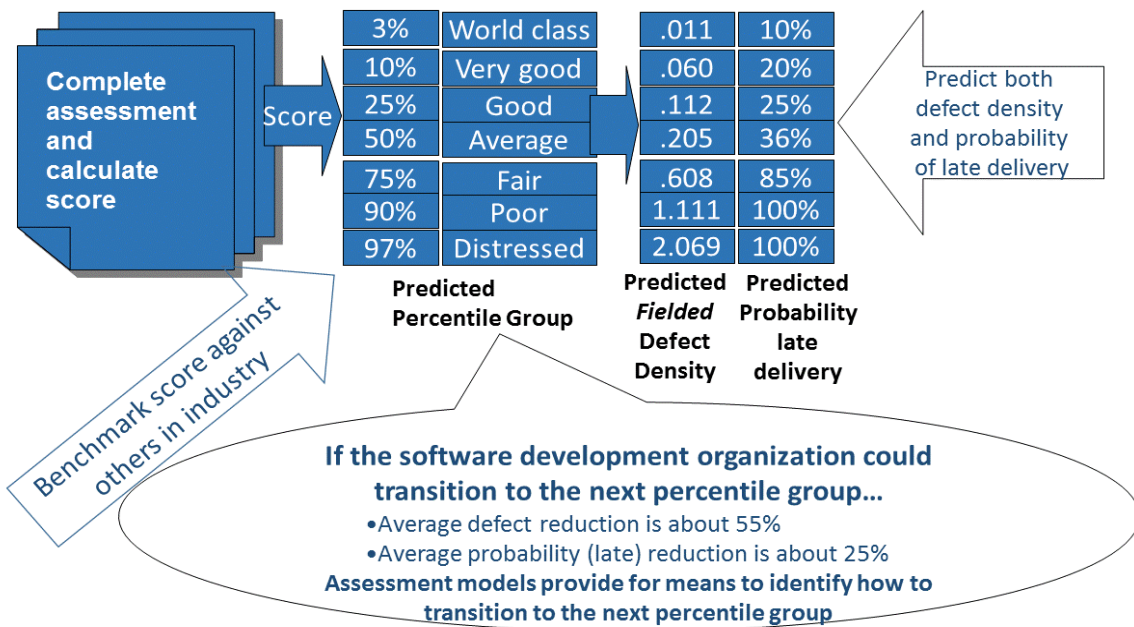 Complete
assessment
and
calculate
score
Score
3% World class .011 10%
10% Very good .060 20%
25% Good .112 25%
50% Average .205 36%
75% Fair .608 85%
90% Poor 1.111 100%
97% Distressed 2.069 100%
Predicted
Percentile Group
Predicted
Fielded
Defect
Density
Predicted
Probability
late
delivery
Predict both
defect density
and probability
of late delivery
Benchmark score against
others in industry
If the software development organization could
transition to the next percentile group...
•Average defect reduction is about 55%
•Average probability (late) reduction is about 25%
Assessment models provide for means to identify how to
transition to the next percentile group